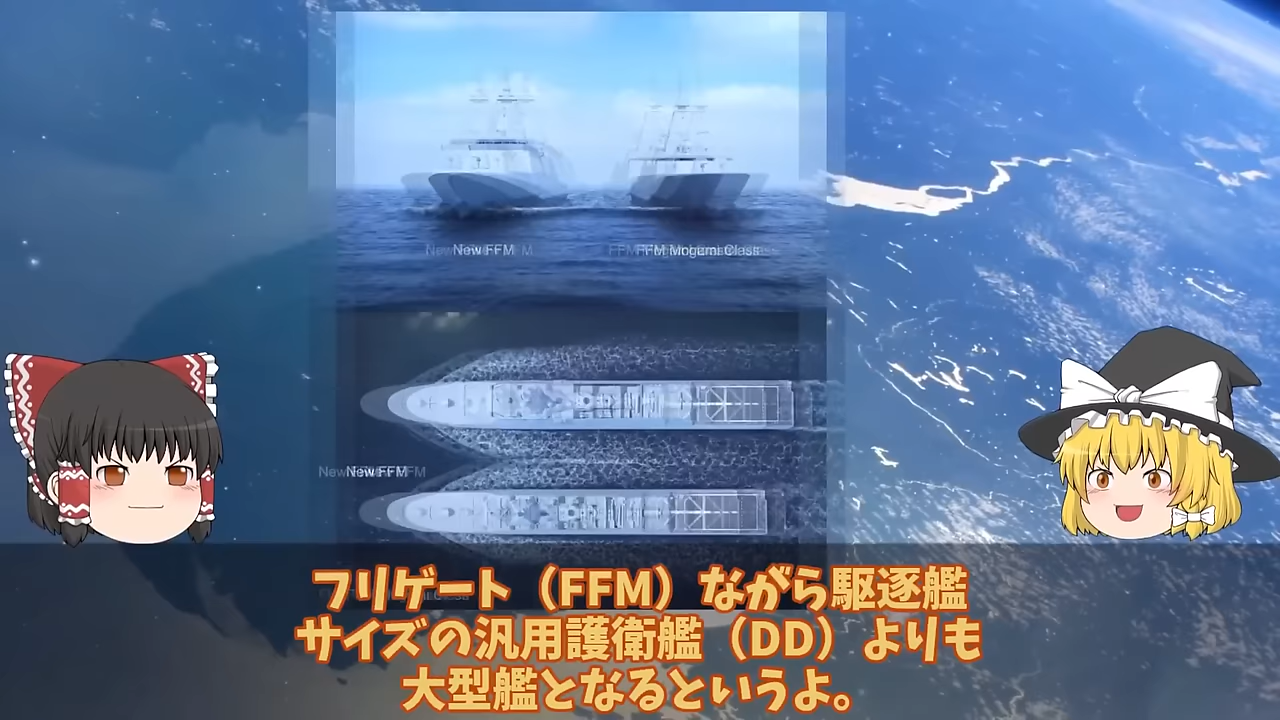 New FFM
FFM Mogami Class
New FFM
フリゲート（FFM）ながら駆逐艦
サイズの汎用護衛艦（DD）よりも
大型艦となるというよ。